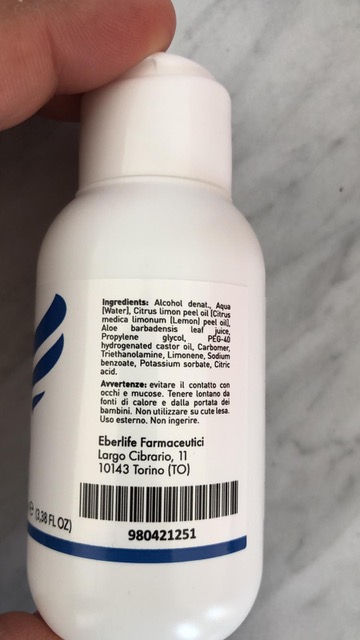 Ingredients: Alcohol denat., Aqua
(Water), Citrus limon peel oil (Citrus
medica limonum (Lemon) peel oil),
Aloe barbadensis leaf juice,
Propylene glycol, PEG-40
hydrogenated castor oil, Carbomer,
Triethanolamine, Limonene, Sodium
benzoate, Potassium sorbate, Citric
acid.
Avvertenze: evitare il contatto con
occhi e mucose. Tenere lontano da
fonti di calore e dalla portata dei
bambini. Non utilizzare su cute lesa.
Uso esterno. Non ingerire.
Eberlife Farmaceutici
Largo Cibrario, 11
10143 Torino (TO)
℮ (3,38 FL OZ)
980421251